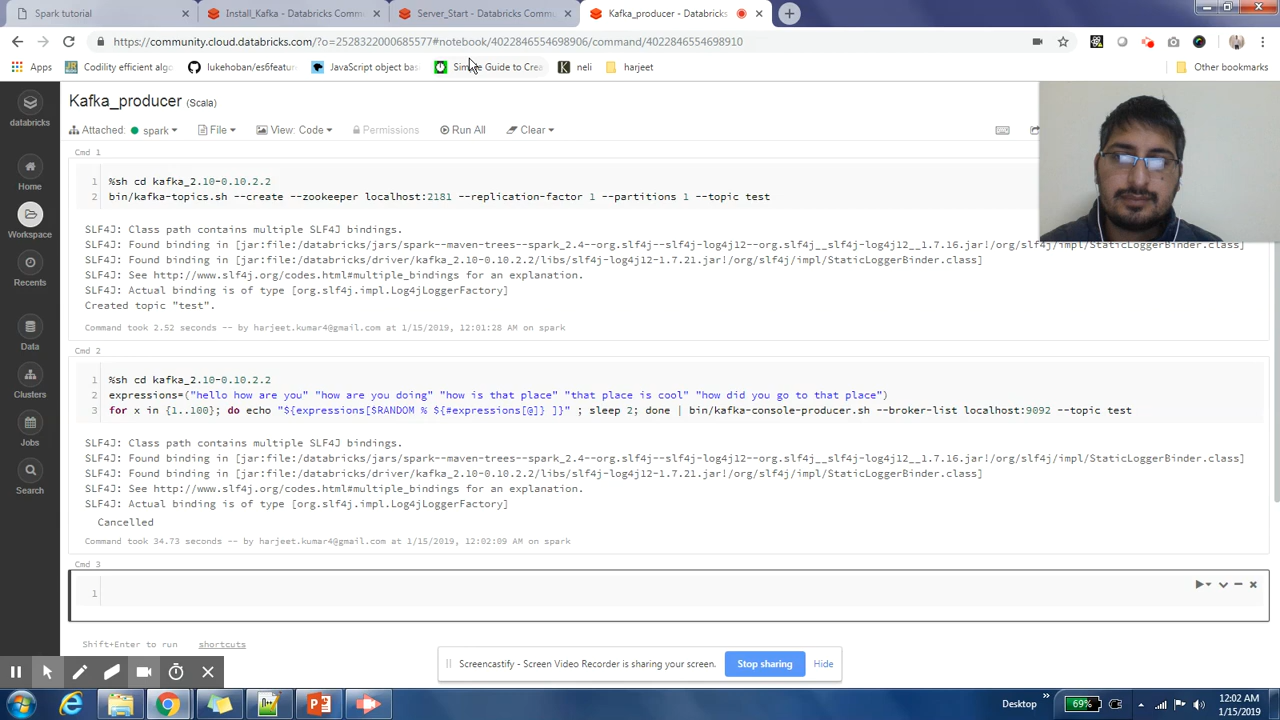 Spark tutorial
Install_Kafka - Databricks Comm
Server_Start - Databricks Commu
Kafka_producer - Databricks
https://community.cloud.databricks.com/?o=2528322000685577#notebook/4022846554698906/command/4022846554698910
Apps
Codility efficient algo
lukehoban/es6featur
JavaScript object bas
Simple Guide to Crea
neli
harjeet
Other bookmarks
databricks
Home
Workspace
Recents
Data
Clusters
Jobs
Search
Kafka_producer (Scala)
Attached: spark
File
View: Code
Permissions
Run All
Clear
Cmd 1
1 %sh cd kafka_2.10-0.10.2.2
2 bin/kafka-topics.sh --create --zookeeper localhost:2181 --replication-factor 1 --partitions 1 --topic test
SLF4J: Class path contains multiple SLF4J bindings.
SLF4J: Found binding in [jar:file:/databricks/jars/spark--maven-trees--spark_2.4--org.slf4j--slf4j-log4j12--org.slf4j__slf4j-log4j12__1.7.16.jar!/org/slf4j/impl/StaticLoggerBinder.class]
SLF4J: Found binding in [jar:file:/databricks/driver/kafka_2.10-0.10.2.2/libs/slf4j-log4j12-1.7.21.jar!/org/slf4j/impl/StaticLoggerBinder.class]
SLF4J: See http://www.slf4j.org/codes.html#multiple_bindings for an explanation.
SLF4J: Actual binding is of type [org.slf4j.impl.Log4jLoggerFactory]
Created topic "test".
Command took 2.52 seconds -- by harjeet.kumar4@gmail.com at 1/15/2019, 12:01:28 AM on spark
Cmd 2
1 %sh cd kafka_2.10-0.10.2.2
2 expressions=("hello how are you" "how are you doing" "how is that place" "that place is cool" "how did you go to that place")
3 for x in {1..100}; do echo "${expressions[$RANDOM % ${#expressions[@]} ]}" ; sleep 2; done | bin/kafka-console-producer.sh --broker-list localhost:9092 --topic test
SLF4J: Class path contains multiple SLF4J bindings.
SLF4J: Found binding in [jar:file:/databricks/jars/spark--maven-trees--spark_2.4--org.slf4j--slf4j-log4j12--org.slf4j__slf4j-log4j12__1.7.16.jar!/org/slf4j/impl/StaticLoggerBinder.class]
SLF4J: Found binding in [jar:file:/databricks/driver/kafka_2.10-0.10.2.2/libs/slf4j-log4j12-1.7.21.jar!/org/slf4j/impl/StaticLoggerBinder.class]
SLF4J: See http://www.slf4j.org/codes.html#multiple_bindings for an explanation.
SLF4J: Actual binding is of type [org.slf4j.impl.Log4jLoggerFactory]
Cancelled
Command took 34.73 seconds -- by harjeet.kumar4@gmail.com at 1/15/2019, 12:02:09 AM on spark
Cmd 3
1
Shift+Enter to run shortcuts
Screencastify - Screen Video Recorder is sharing your screen.
Stop sharing
Hide
Desktop
69%
12:02 AM
1/15/2019